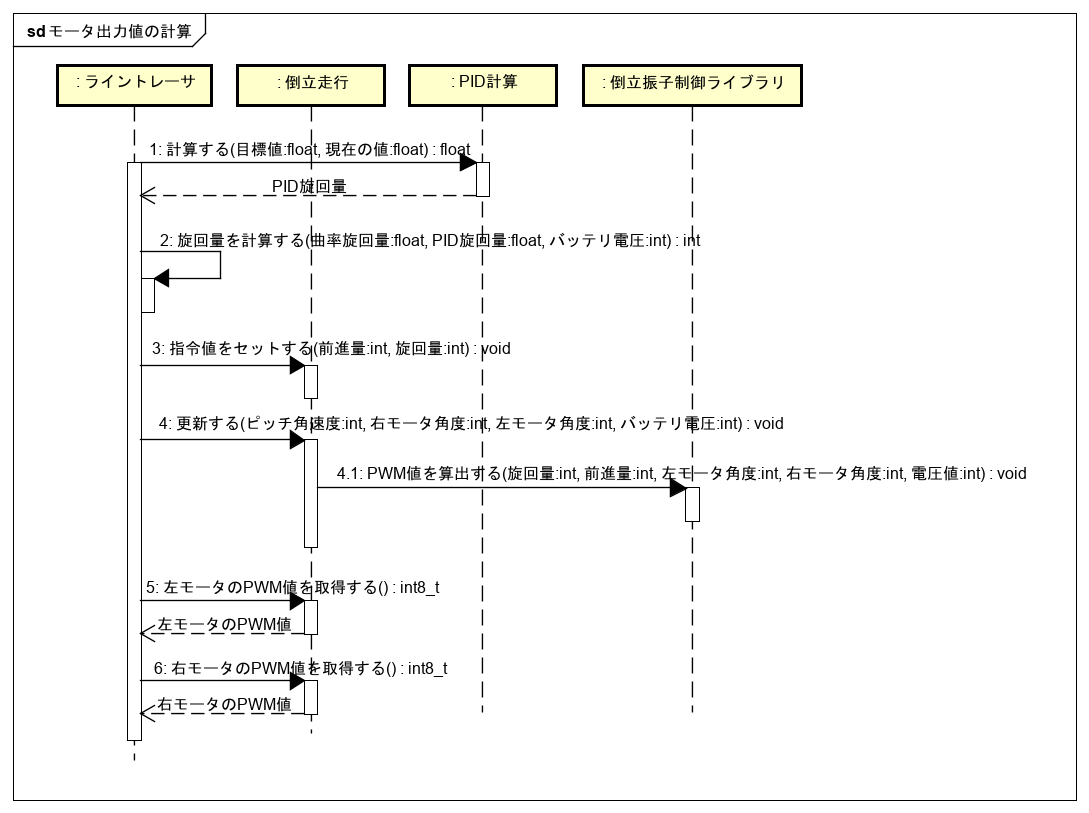 sd モータ出力値の計算
: ライントレーサ
: 倒立走行
: PID計算
: 倒立振子制御ライブラリ
1: 計算する(目標値:float, 現在の値:float) : float
PID旋回量
2: 旋回量を計算する(曲率旋回量:float, PID旋回量:float, バッテリ電圧:int) : int
3: 指令値をセットする(前進量:int, 旋回量:int) : void
4: 更新する(ピッチ角速度:int, 右モータ角度:int, 左モータ角度:int, バッテリ電圧:int) : void
4.1: PWM値を算出する(旋回量:int, 前進量:int, 左モータ角度:int, 右モータ角度:int, 電圧値:int) : void
5: 左モータのPWM値を取得する() : int8_t
左モータのPWM値
6: 右モータのPWM値を取得する() : int8_t
右モータのPWM値